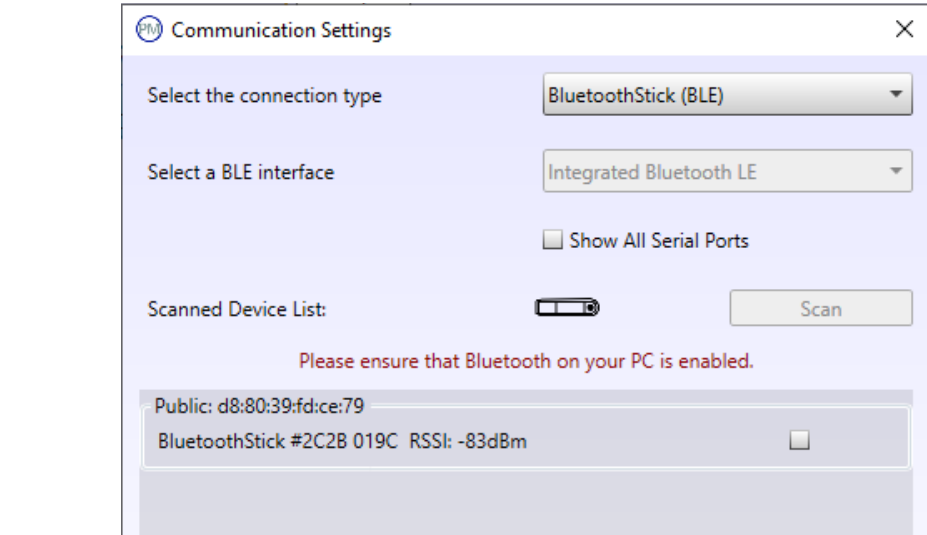 PM Communication Settings
Select the connection type BluetoothStick (BLE)
Select a BLE interface Integrated Bluetooth LE
Show All Serial Ports
Scanned Device List: Scan
Please ensure that Bluetooth on your PC is enabled.
Public: d8:80:39:fd:ce:79
BluetoothStick #2C2B 019C RSSI: -83dBm